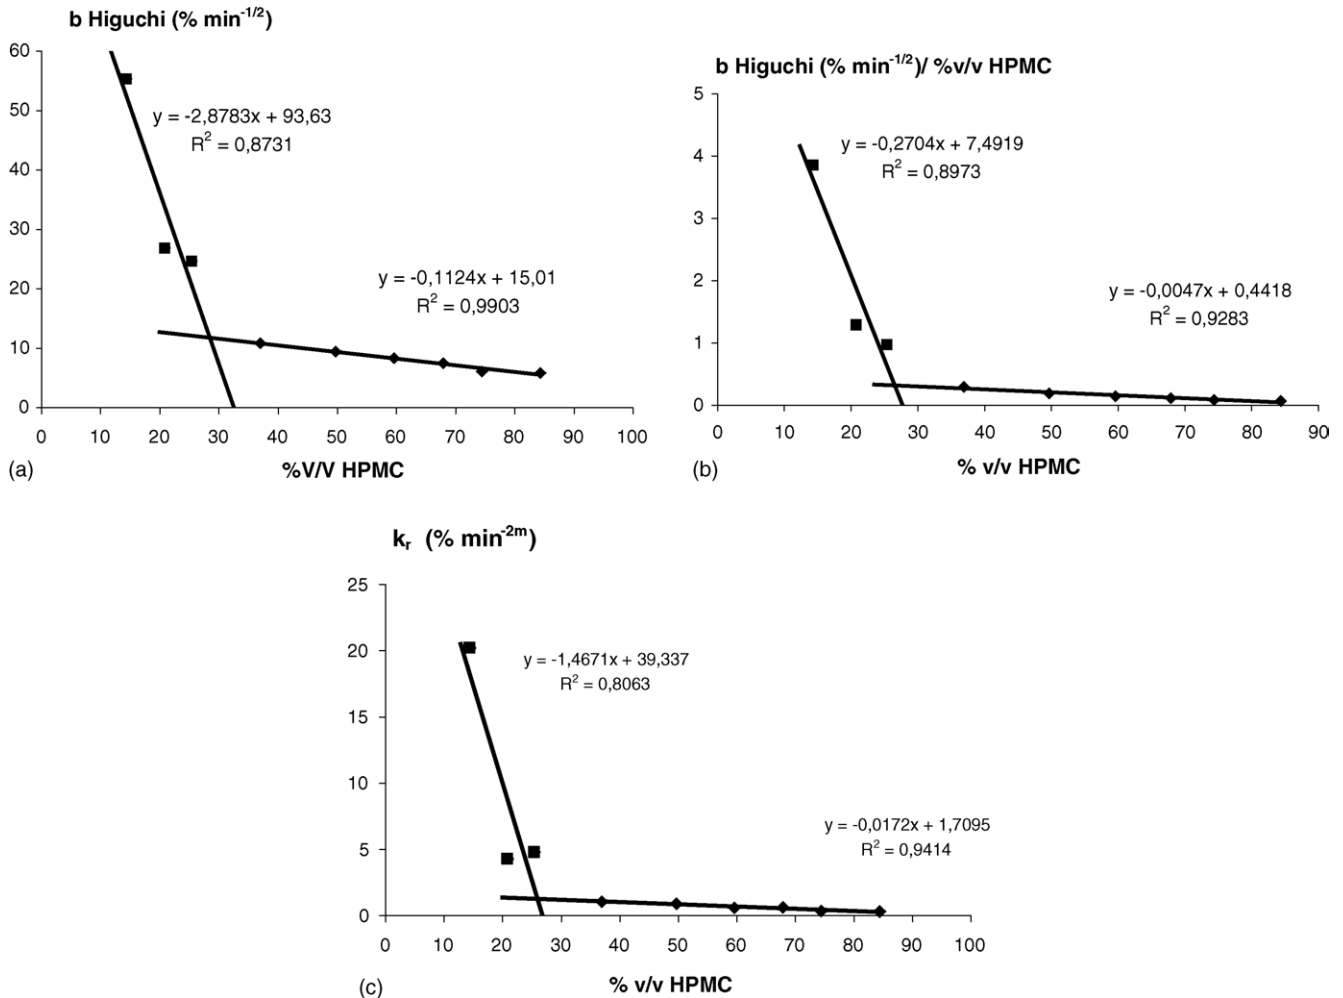 b Higuchi (% min⁻¹/²)
60
50
40
30
20
10
0
y = -2,8783x + 93,63
R² = 0,8731
y = -0,1124x + 15,01
R² = 0,9903
0 10 20 30 40 50 60 70 80 90 100
(a)
%V/V HPMC
b Higuchi (% min⁻¹/²)/ %v/v HPMC
5
4
3
2
1
0
y = -0,2704x + 7,4919
R² = 0,8973
y = -0,0047x + 0,4418
R² = 0,9283
0 10 20 30 40 50 60 70 80 90
(b)
% v/v HPMC
kᵣ (% min⁻²ᵐ)
25
20
15
10
5
0
y = -1,4671x + 39,337
R² = 0,8063
y = -0,0172x + 1,7095
R² = 0,9414
0 10 20 30 40 50 60 70 80 90 100
(c)
% v/v HPMC